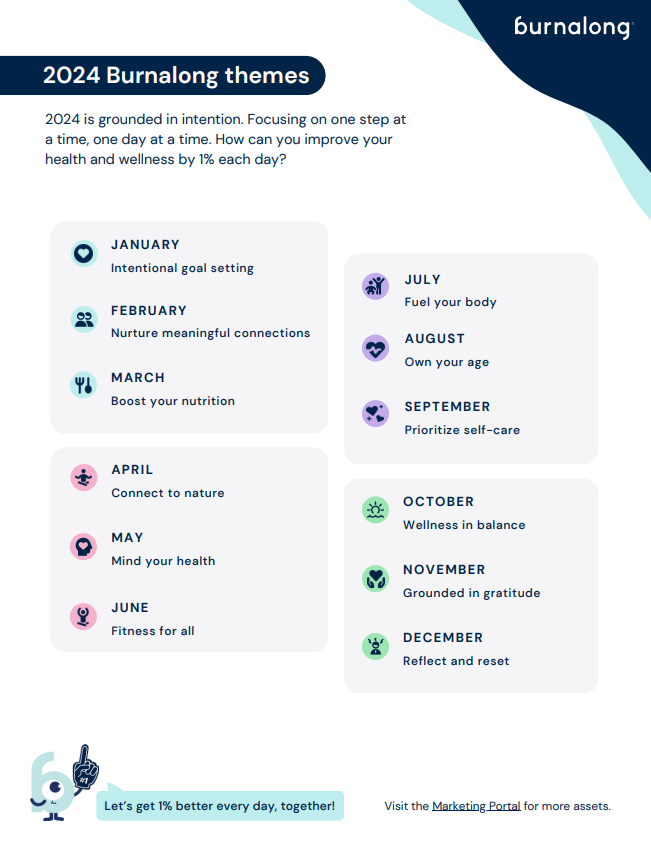 burnalong
2024 Burnalong themes
2024 is grounded in intention. Focusing on one step at
a time, one day at a time. How can you improve your
health and wellness by 1% each day?
JANUARY
Intentional goal setting
FEBRUARY
Nurture meaningful connections
MARCH
Boost your nutrition
APRIL
Connect to nature
MAY
Mind your health
JUNE
Fitness for all
JULY
Fuel your body
AUGUST
Own your age
SEPTEMBER
Prioritize self-care
OCTOBER
Wellness in balance
NOVEMBER
Grounded in gratitude
DECEMBER
Reflect and reset
#1
Let's get 1% better every day, together!
Visit the Marketing Portal for more assets.